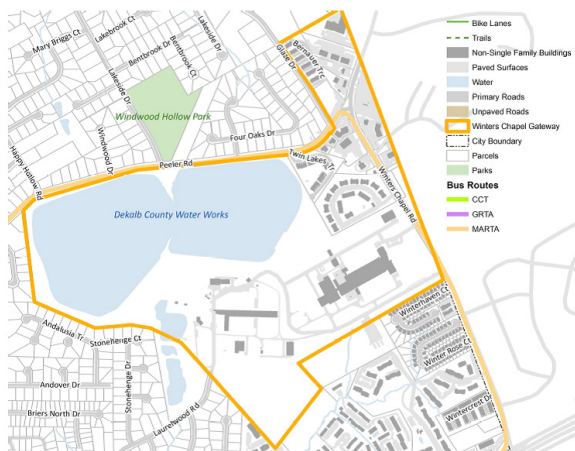 Mary Briggs Ct
Lakeside Dr
Bentbrook Ct
Bentbrook Dr
Bentbrook Ct
Lakeside Dr
Glaze Dr
Bernauer Trc
Windwood Hollow Park
Windwood Dr
Four Oaks Dr
Happy Hollow Rd
Peeler Rd
Twin Lakes Tr
Winters Chapel Rd
Dekalb County Water Works
Winterhaven Ct
Andalusia Tr
Stonehenge Ct
Winter Rose Ct
Andover Dr
Stonehenge Dr
Wintercrest Dr
Briers North Dr
Laurelwood Rd
Bike Lanes
Trails
Non-Single Family Buildings
Paved Surfaces
Water
Primary Roads
Unpaved Roads
Winters Chapel Gateway
City Boundary
Parcels
Parks
Bus Routes
CCT
GRTA
MARTA